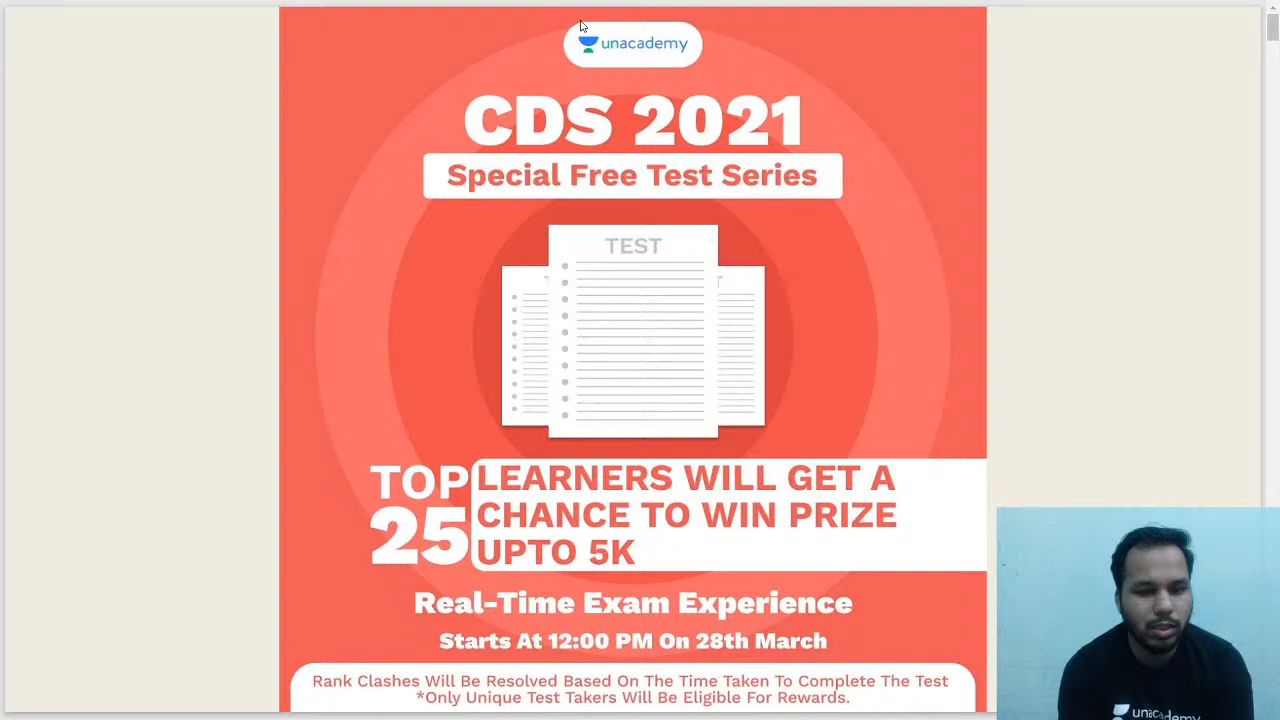 unacademy
CDS 2021
Special Free Test Series
TEST
TOP
25
LEARNERS WILL GET A
CHANCE TO WIN PRIZE
UPTO 5K
Real-Time Exam Experience
Starts At 12:00 PM On 28th March
Rank Clashes Will Be Resolved Based On The Time Taken To Complete The Test
*Only Unique Test Takers Will Be Eligible For Rewards.
unacademy